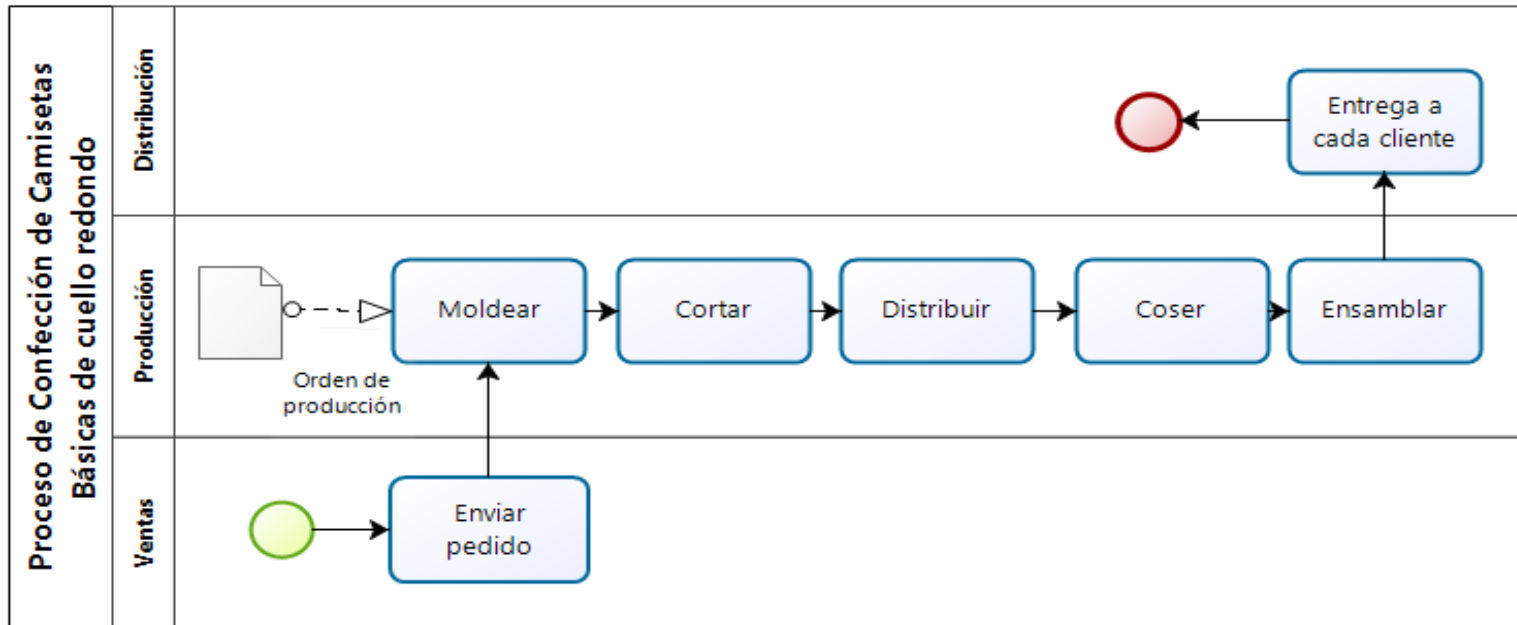 Proceso de Confección de Camisetas
Básicas de cuello redondo
Distribución
Entrega a
cada cliente
Producción
Orden de
producción
Moldear
Cortar
Distribuir
Coser
Ensamblar
Ventas
Enviar
pedido